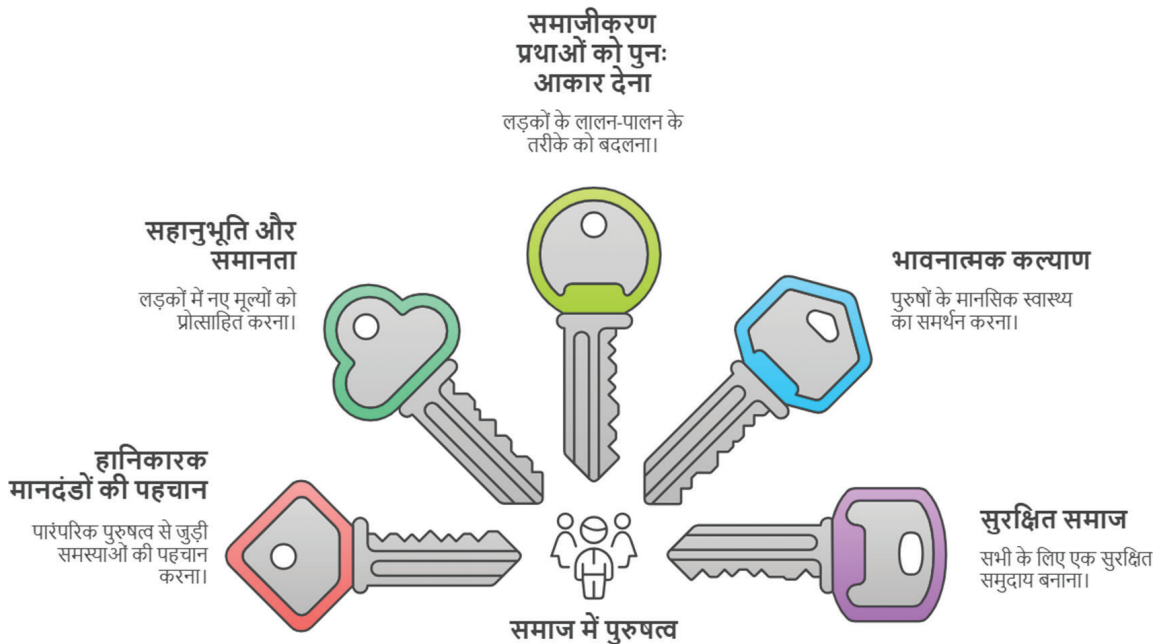 समाजीकरण
प्रथाओं को पुनः
आकार देना
लड़कों के लालन-पालन के
तरीके को बदलना।
सहानुभूति और
समानता
लड़कों में नए मूल्यों को
प्रोत्साहित करना।
भावनात्मक कल्याण
पुरुषों के मानसिक स्वास्थ्य
का समर्थन करना।
हानिकारक
मानदंडों की पहचान
पारंपरिक पुरुषत्व से जुड़ी
समस्याओं की पहचान
करना।
सुरक्षित समाज
सभी के लिए एक सुरक्षित
समुदाय बनाना।
समाज में पुरुषत्व